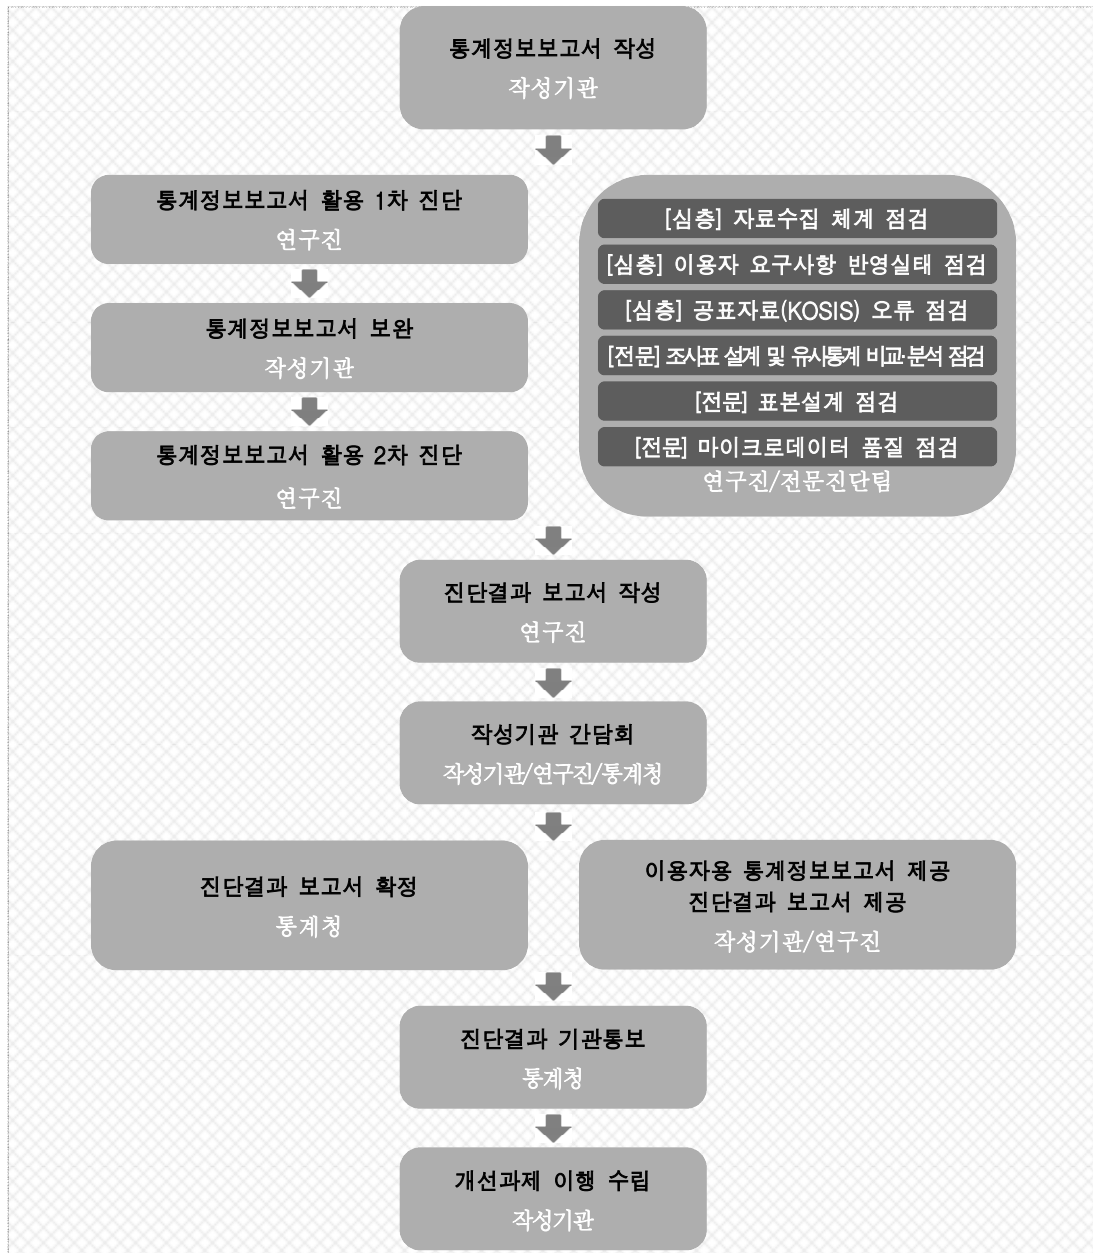 통계정보보고서 작성
작성기관
통계정보보고서 활용 1차 진단
연구진
통계정보보고서 보완
작성기관
통계정보보고서 활용 2차 진단
연구진
[심층] 자료수집 체계 점검
[심층] 이용자 요구사항 반영실태 점검
[심층] 공표자료(KOSIS) 오류 점검
[전문] 조사표 설계 및 유사통계 비교·분석 점검
[전문] 표본설계 점검
[전문] 마이크로데이터 품질 점검
연구진/전문진단팀
진단결과 보고서 작성
연구진
작성기관 간담회
작성기관/연구진/통계청
진단결과 보고서 확정
통계청
이용자용 통계정보보고서 제공
진단결과 보고서 제공
작성기관/연구진
진단결과 기관통보
통계청
개선과제 이행 수립
작성기관